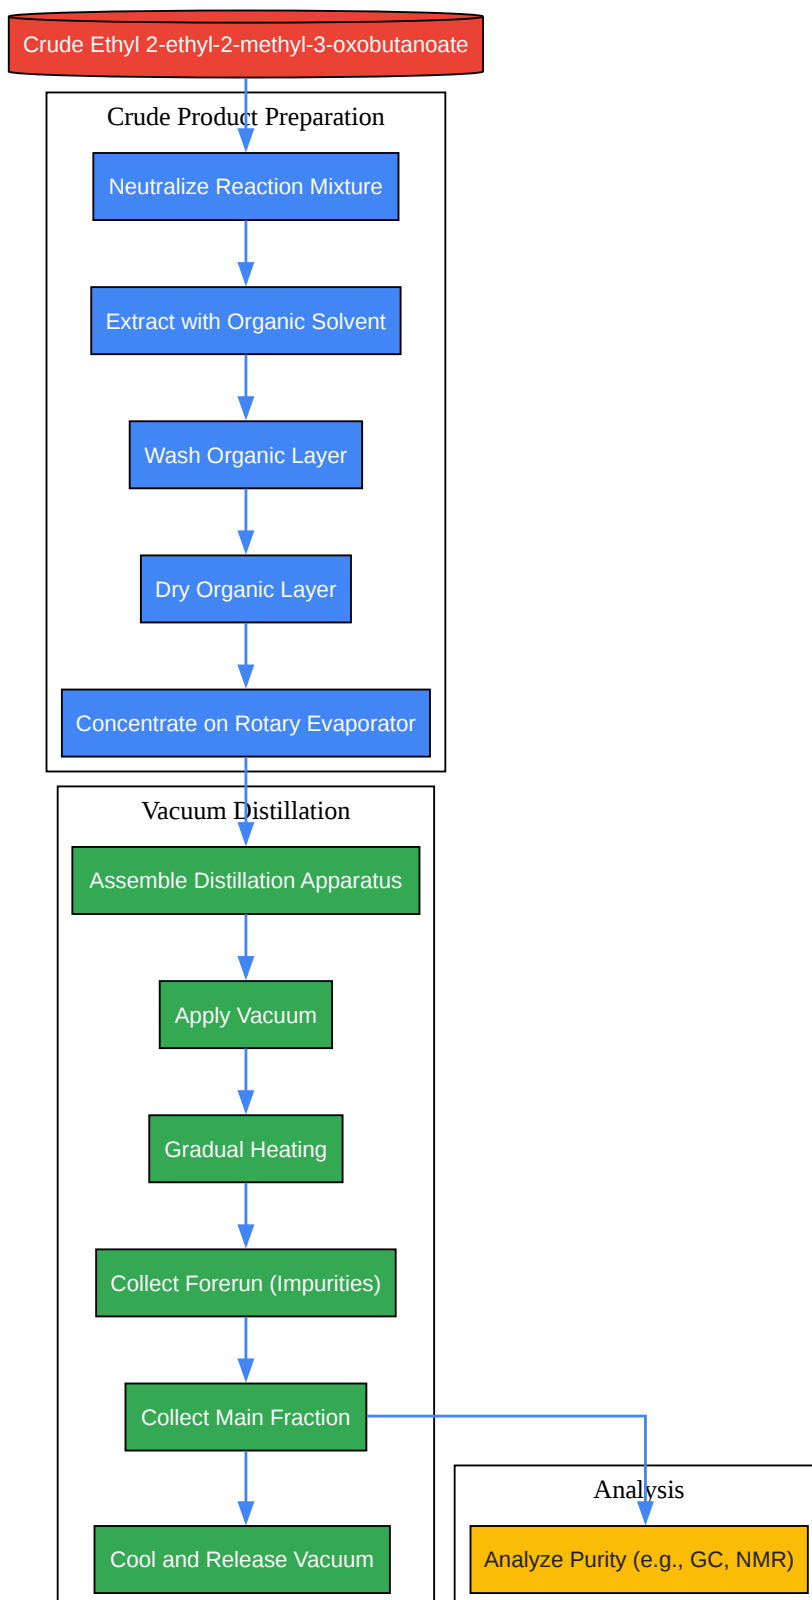 Crude Ethyl 2-ethyl-2-methyl-3-oxobutanoate
Crude Product Preparation
Neutralize Reaction Mixture
Extract with Organic Solvent
Wash Organic Layer
Dry Organic Layer
Concentrate on Rotary Evaporator
Vacuum Distillation
Assemble Distillation Apparatus
Apply Vacuum
Gradual Heating
Collect Forerun (Impurities)
Collect Main Fraction
Analysis
Cool and Release Vacuum
Analyze Purity (e.g., GC, NMR)